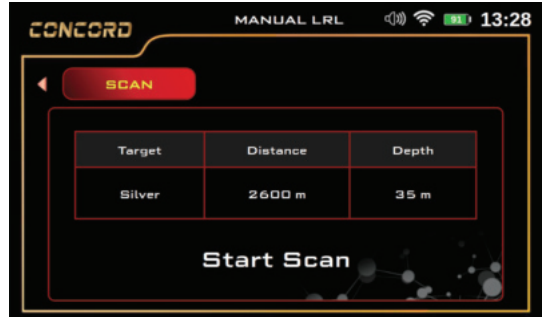 CONCORD MANUAL LRL 91 13:28
SCAN
Target Distance Depth
Silver 2600 m 35 m
Start Scan